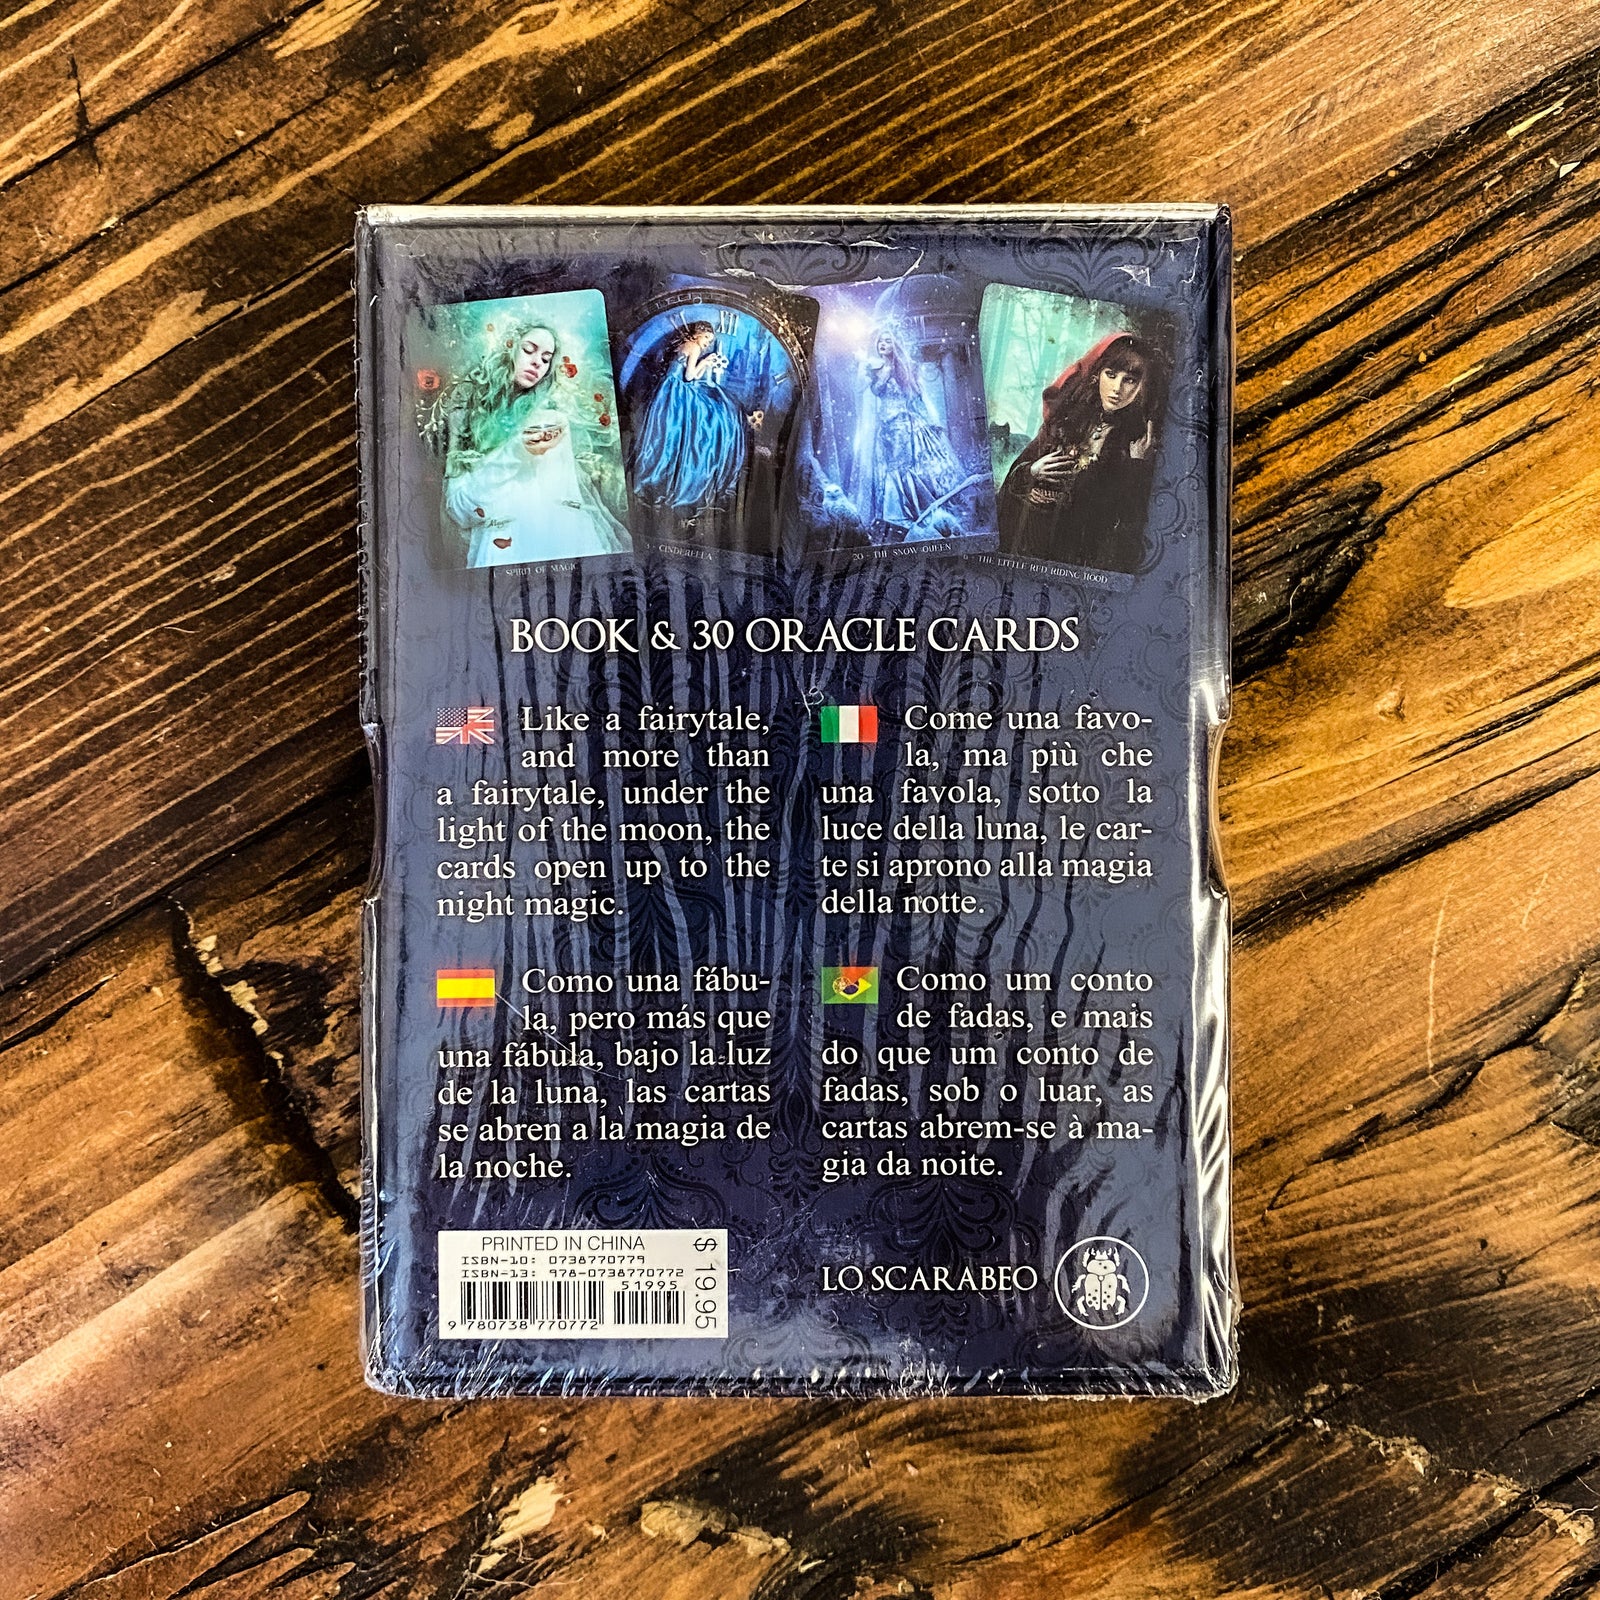 XII
SPIRIT OF MAGIC
3 - CINDERELLA
20 - THE SNOW QUEEN
THE LITTLE RED RIDING HOOD
BOOK & 30 ORACLE CARDS
Like a fairytale,
and more than
a fairytale, under the
light of the moon, the
cards open up to the
night magic.
Come una favo-
la, ma più che
una favola, sotto la
luce della luna, le car-
te si aprono alla magia
della notte.
Como una fábu-
la, pero más que
una fábula, bajo la luz
de la luna, las cartas
se abren a la magia de
la noche.
Como um conto
de fadas, e mais
do que um conto de
fadas, sob o luar, as
cartas abrem-se à ma-
gia da noite.
PRINTED IN CHINA
ISBN-10: 0738770779
ISBN-13: 978-0738770772
51995
9 780738 770772
$19.95
LO SCARABEO